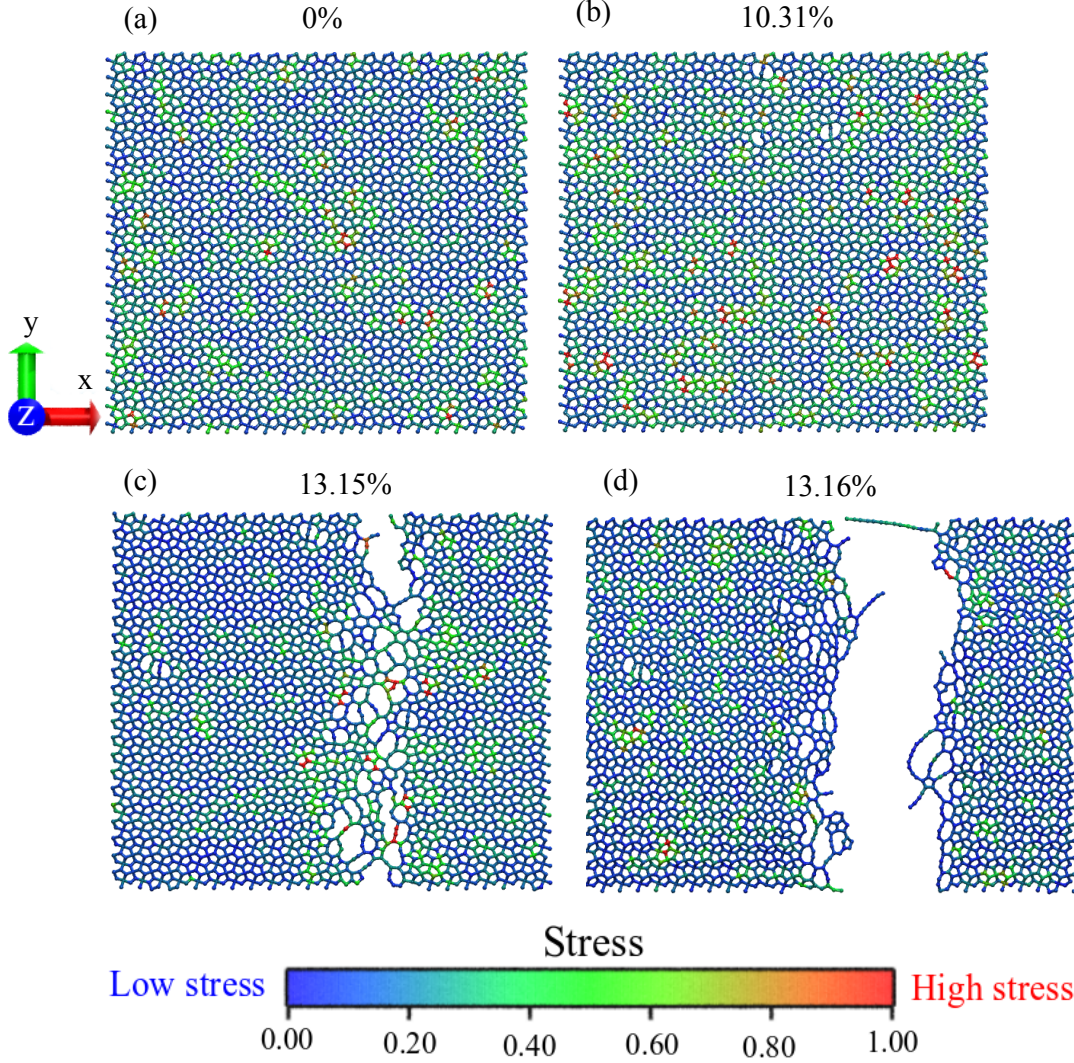 (a) 0%
(b) 10.31%
y
x
Z
(c) 13.15%
(d) 13.16%
Stress
Low stress
High stress
0.00 0.20 0.40 0.60 0.80 1.00